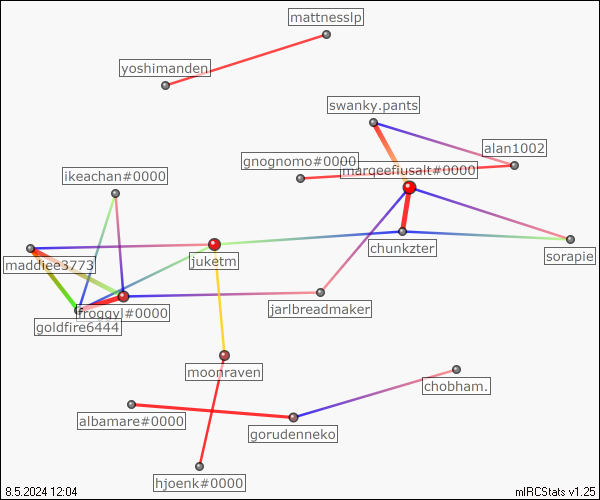 mattnesslp
yoshimanden
swanky.pants
alan1002
gnognomo#0000
marqeefiusalt#0000
ikeachan#0000
chunkzter
sorapie
juketm
maddiee3773
froggyl#0000
jarlbreadmaker
goldfire6444
moonraven
chobham.
albamare#0000
gorudenneko
hjoenk#0000
8.5.2024 12:04
mIRCStats v1.25